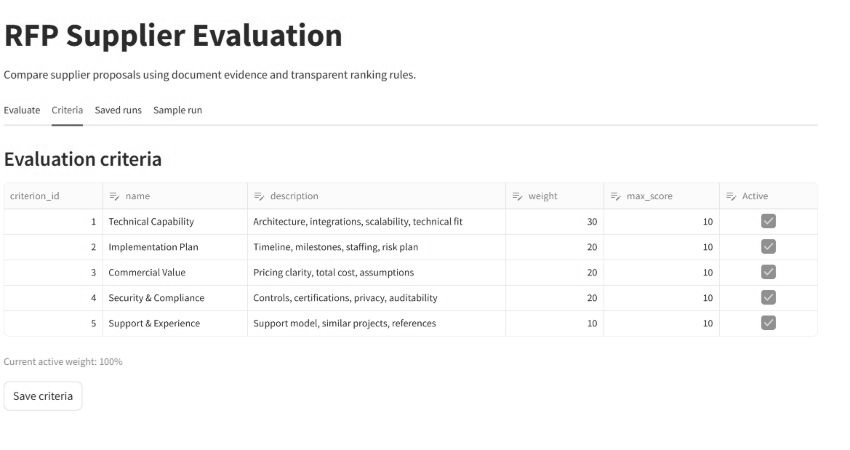 RFP Supplier Evaluation
Compare supplier proposals using document evidence and transparent ranking rules.
Evaluate Criteria Saved runs Sample run
Evaluation criteria
criterion_id name description weight max_score Active
1 Technical Capability Architecture, integrations, scalability, technical fit 30 10
2 Implementation Plan Timeline, milestones, staffing, risk plan 20 10
3 Commercial Value Pricing clarity, total cost, assumptions 20 10
4 Security & Compliance Controls, certifications, privacy, auditability 20 10
5 Support & Experience Support model, similar projects, references 10 10
Current active weight: 100%
Save criteria